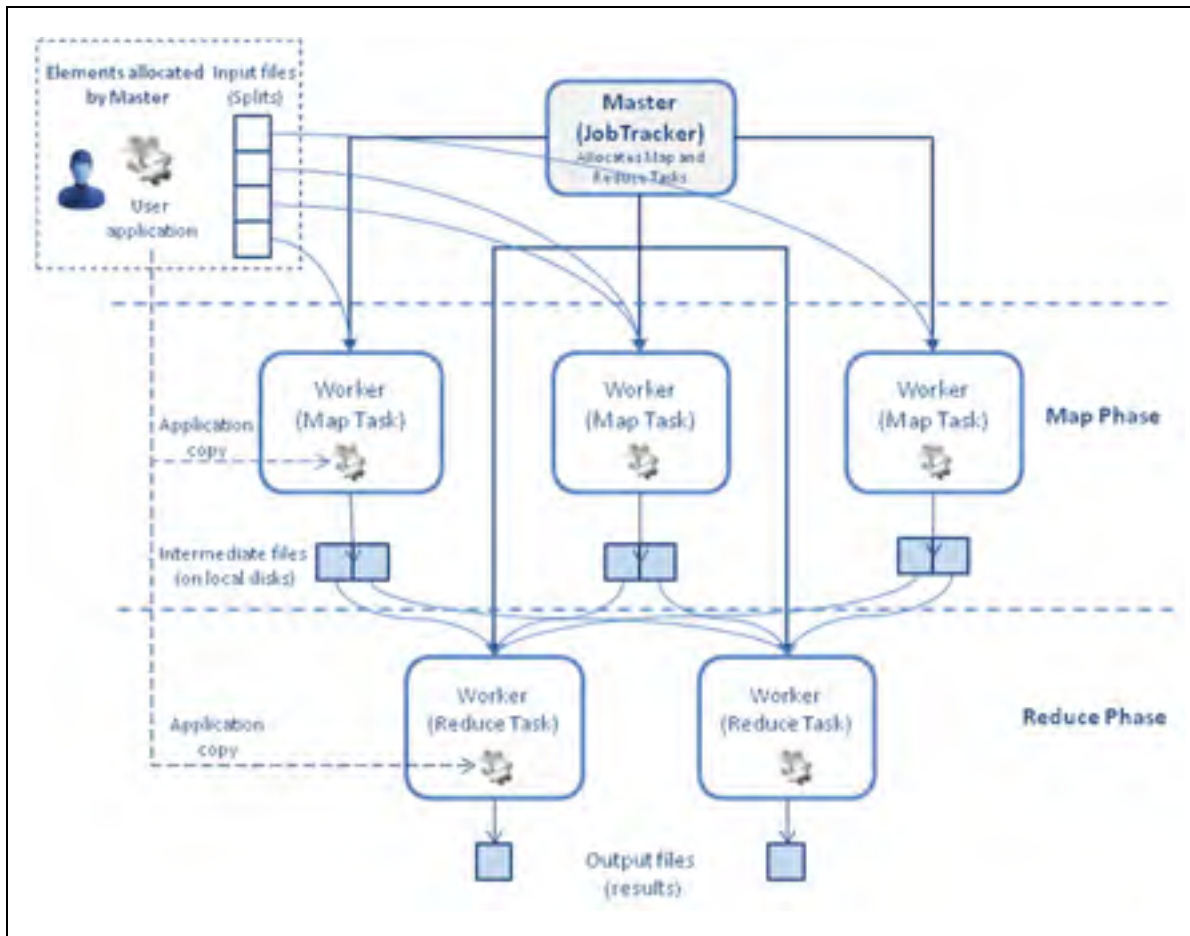 Elements allocated
by Master
Input files
(Splits)
User
application
Master
(JobTracker)
Allocates Map and
Reduce Tasks
Worker
(Map Task)
Worker
(Map Task)
Worker
(Map Task)
Map Phase
Application
copy
Intermediate files
(on local disks)
Worker
(Reduce Task)
Worker
(Reduce Task)
Reduce Phase
Application
copy
Output files
(results)